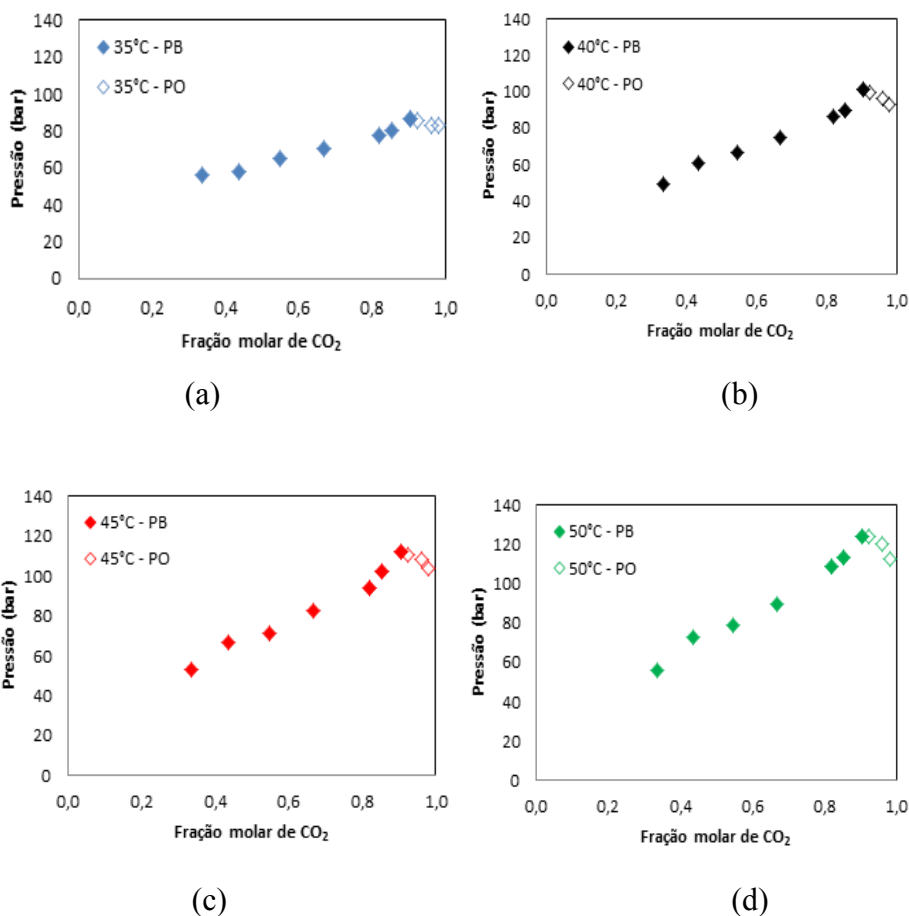 140
120
100
80
60
40
20
0
Pressão (bar)
35°C - PB
35°C - PO
0,0 0,2 0,4 0,6 0,8 1,0
Fração molar de CO₂
(a)
140
120
100
80
60
40
20
0
Pressão (bar)
40°C - PB
40°C - PO
0,0 0,2 0,4 0,6 0,8 1,0
Fração molar de CO₂
(b)
140
120
100
80
60
40
20
0
Pressão (bar)
45°C - PB
45°C - PO
0,0 0,2 0,4 0,6 0,8 1,0
Fração molar de CO₂
(c)
140
120
100
80
60
40
20
0
Pressão (bar)
50°C - PB
50°C - PO
0,0 0,2 0,4 0,6 0,8 1,0
Fração molar de CO₂
(d)